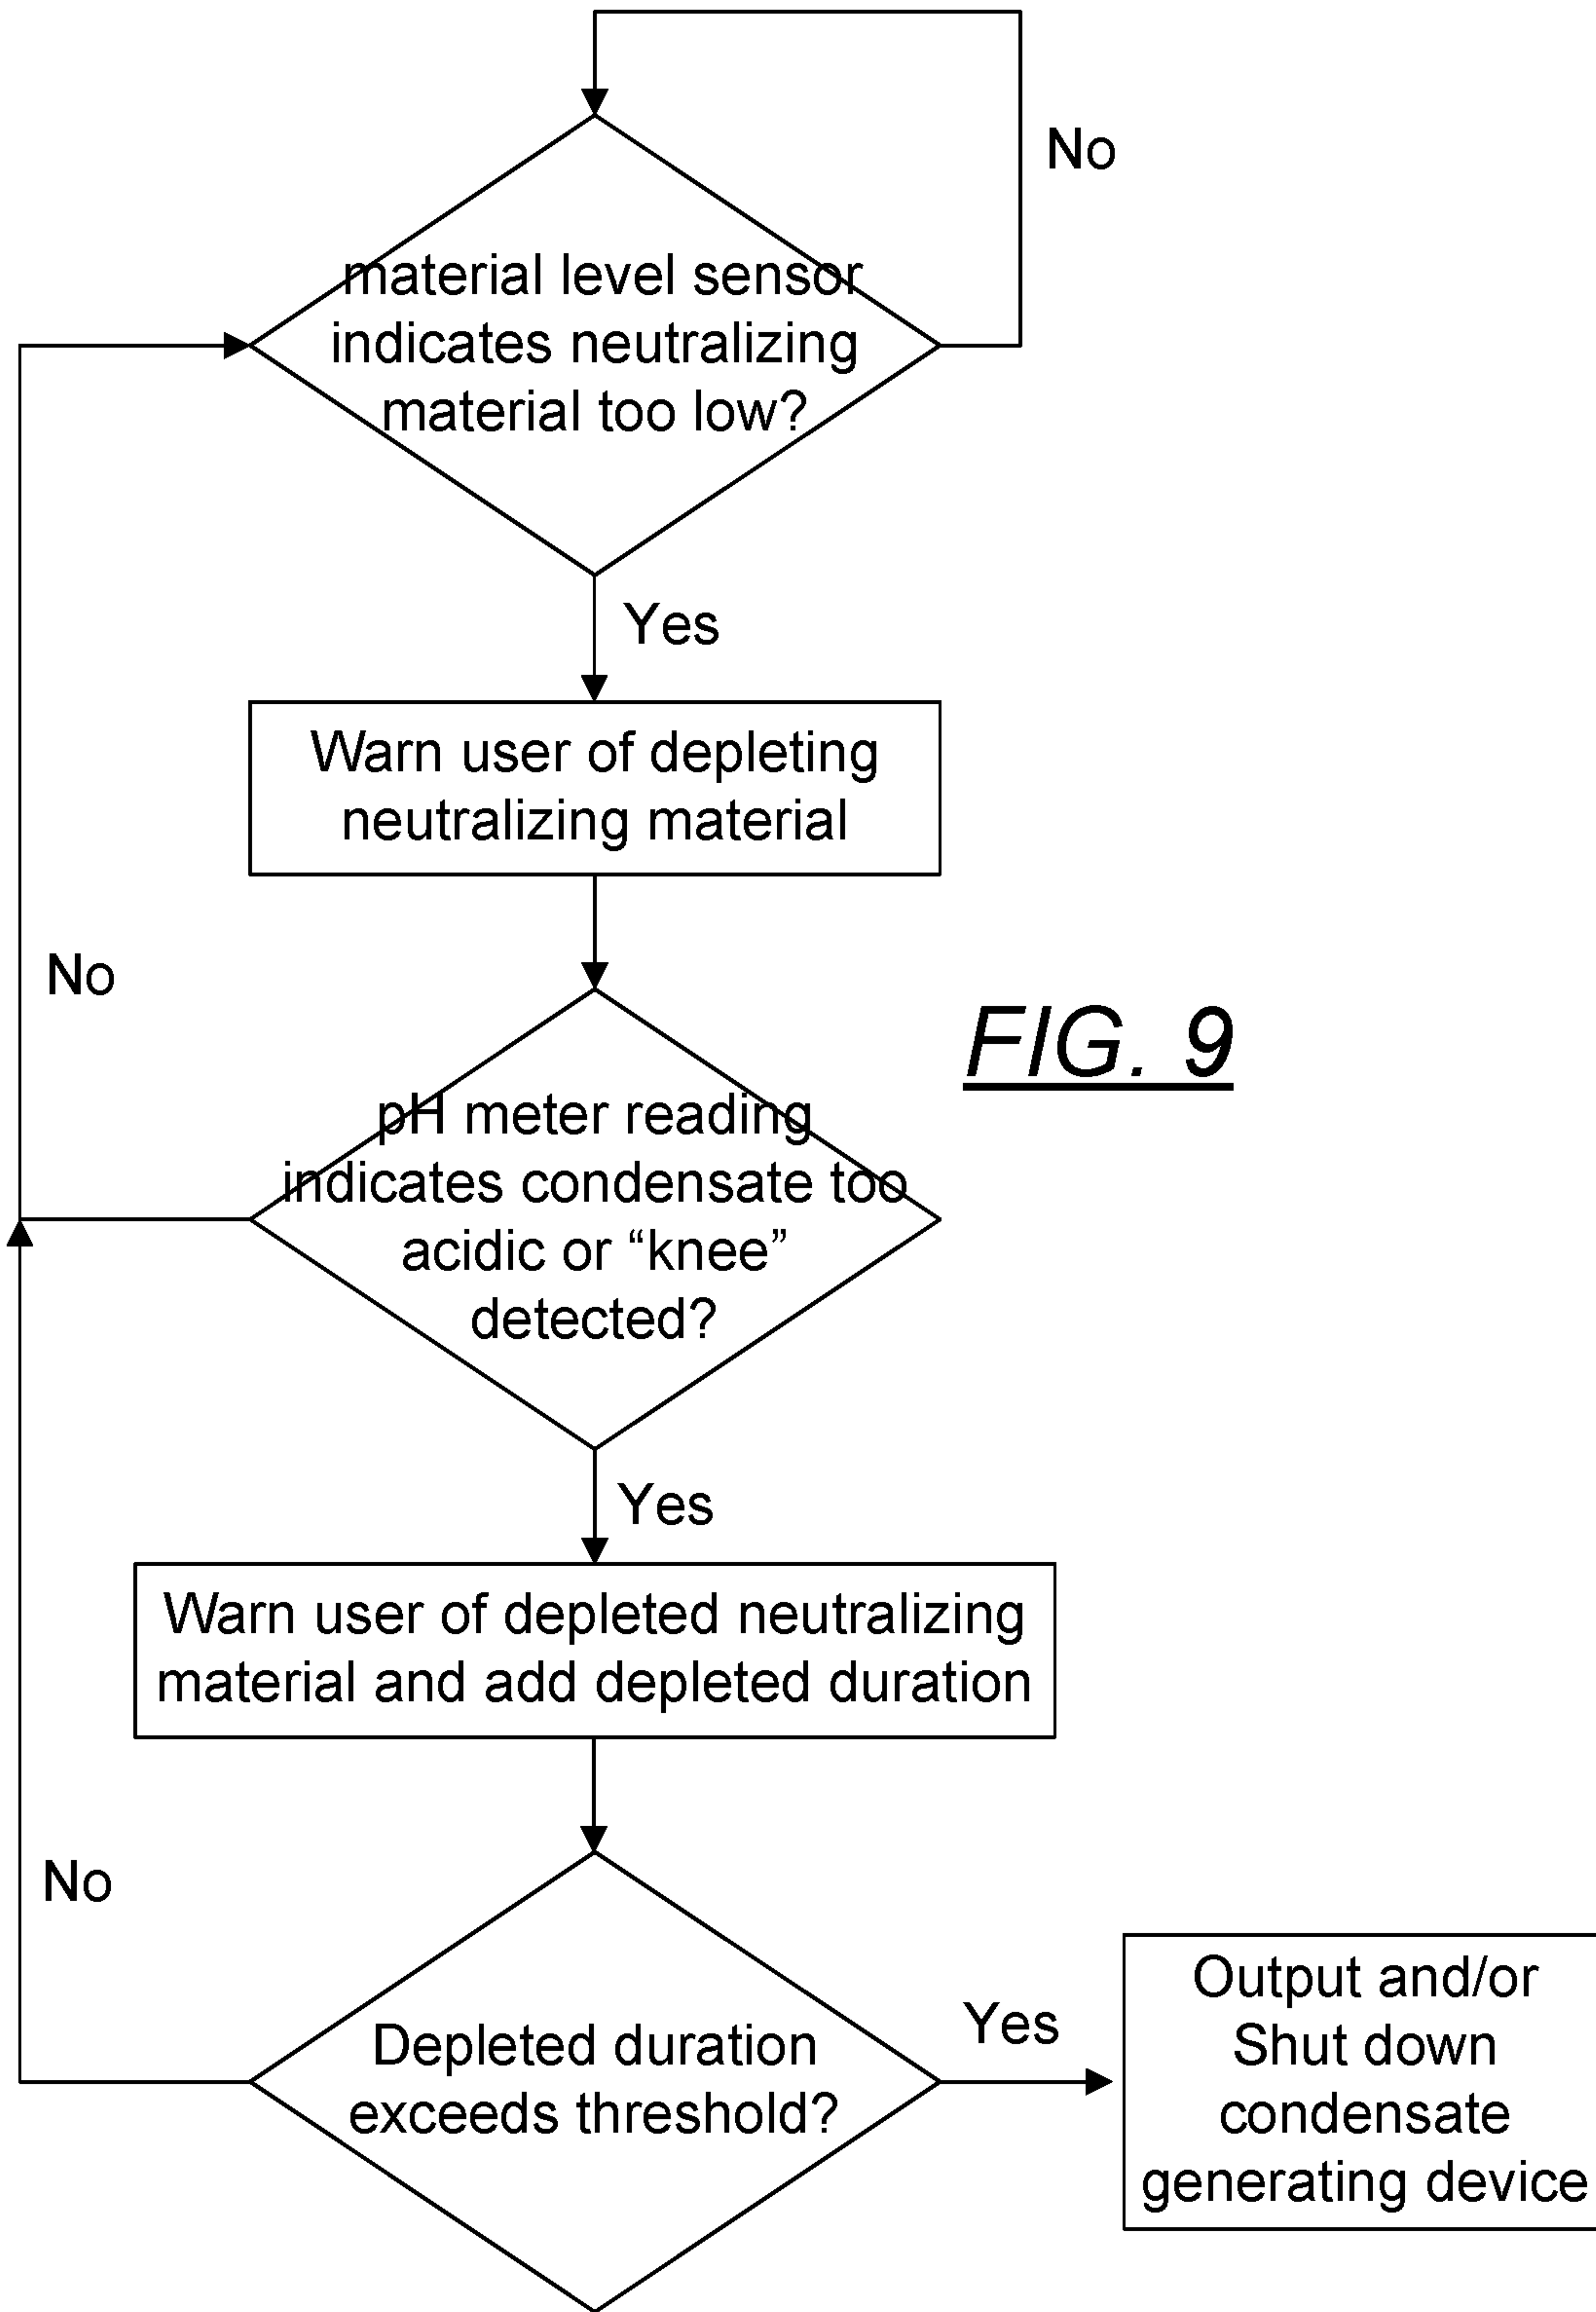 No
material level sensor
indicates neutralizing
material too low?
Yes
Warn user of depleting
neutralizing material
No
FIG. 9
pH meter reading
indicates condensate too
acidic or “knee”
detected?
Yes
Warn user of depleted neutralizing
material and add depleted duration
No
Depleted duration
exceeds threshold?
Yes
Output and/or
Shut down
condensate
generating device